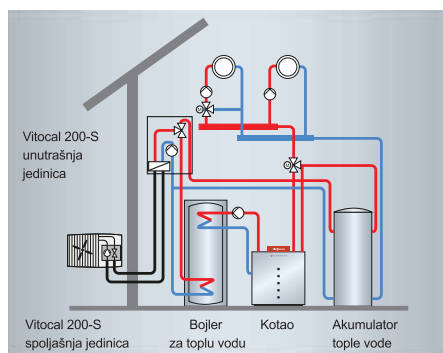 Vitocal 200-S
unutrašnja
jedinica
M
M
M
Vitocal 200-S
spoljašnja jedinica
Bojler
za toplu vodu
Kotao
Akumulator
tople vode